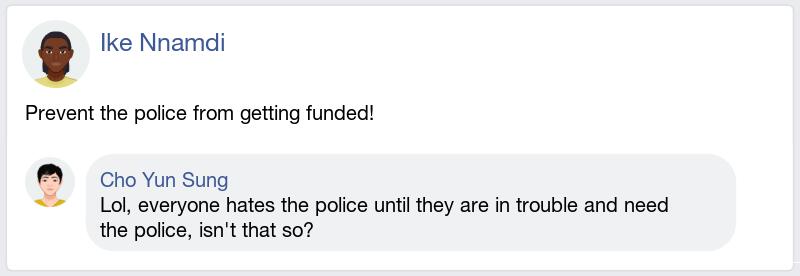 Ike Nnamdi
Prevent the police from getting funded!
Cho Yun Sung
Lol, everyone hates the police until they are in trouble and need
the police, isn't that so?